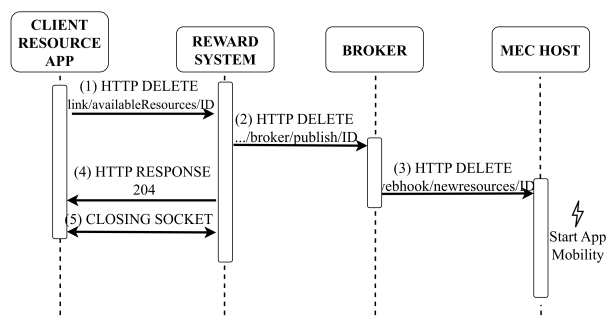 CLIENT
RESOURCE
APP
REWARD
SYSTEM
BROKER
MEC HOST
(1) HTTP DELETE
link/availableResources/ID
(2) HTTP DELETE
.../broker/publish/ID
(3) HTTP DELETE
webhook/newresources/ID
(4) HTTP RESPONSE
204
(5) CLOSING SOCKET
Start App
Mobility